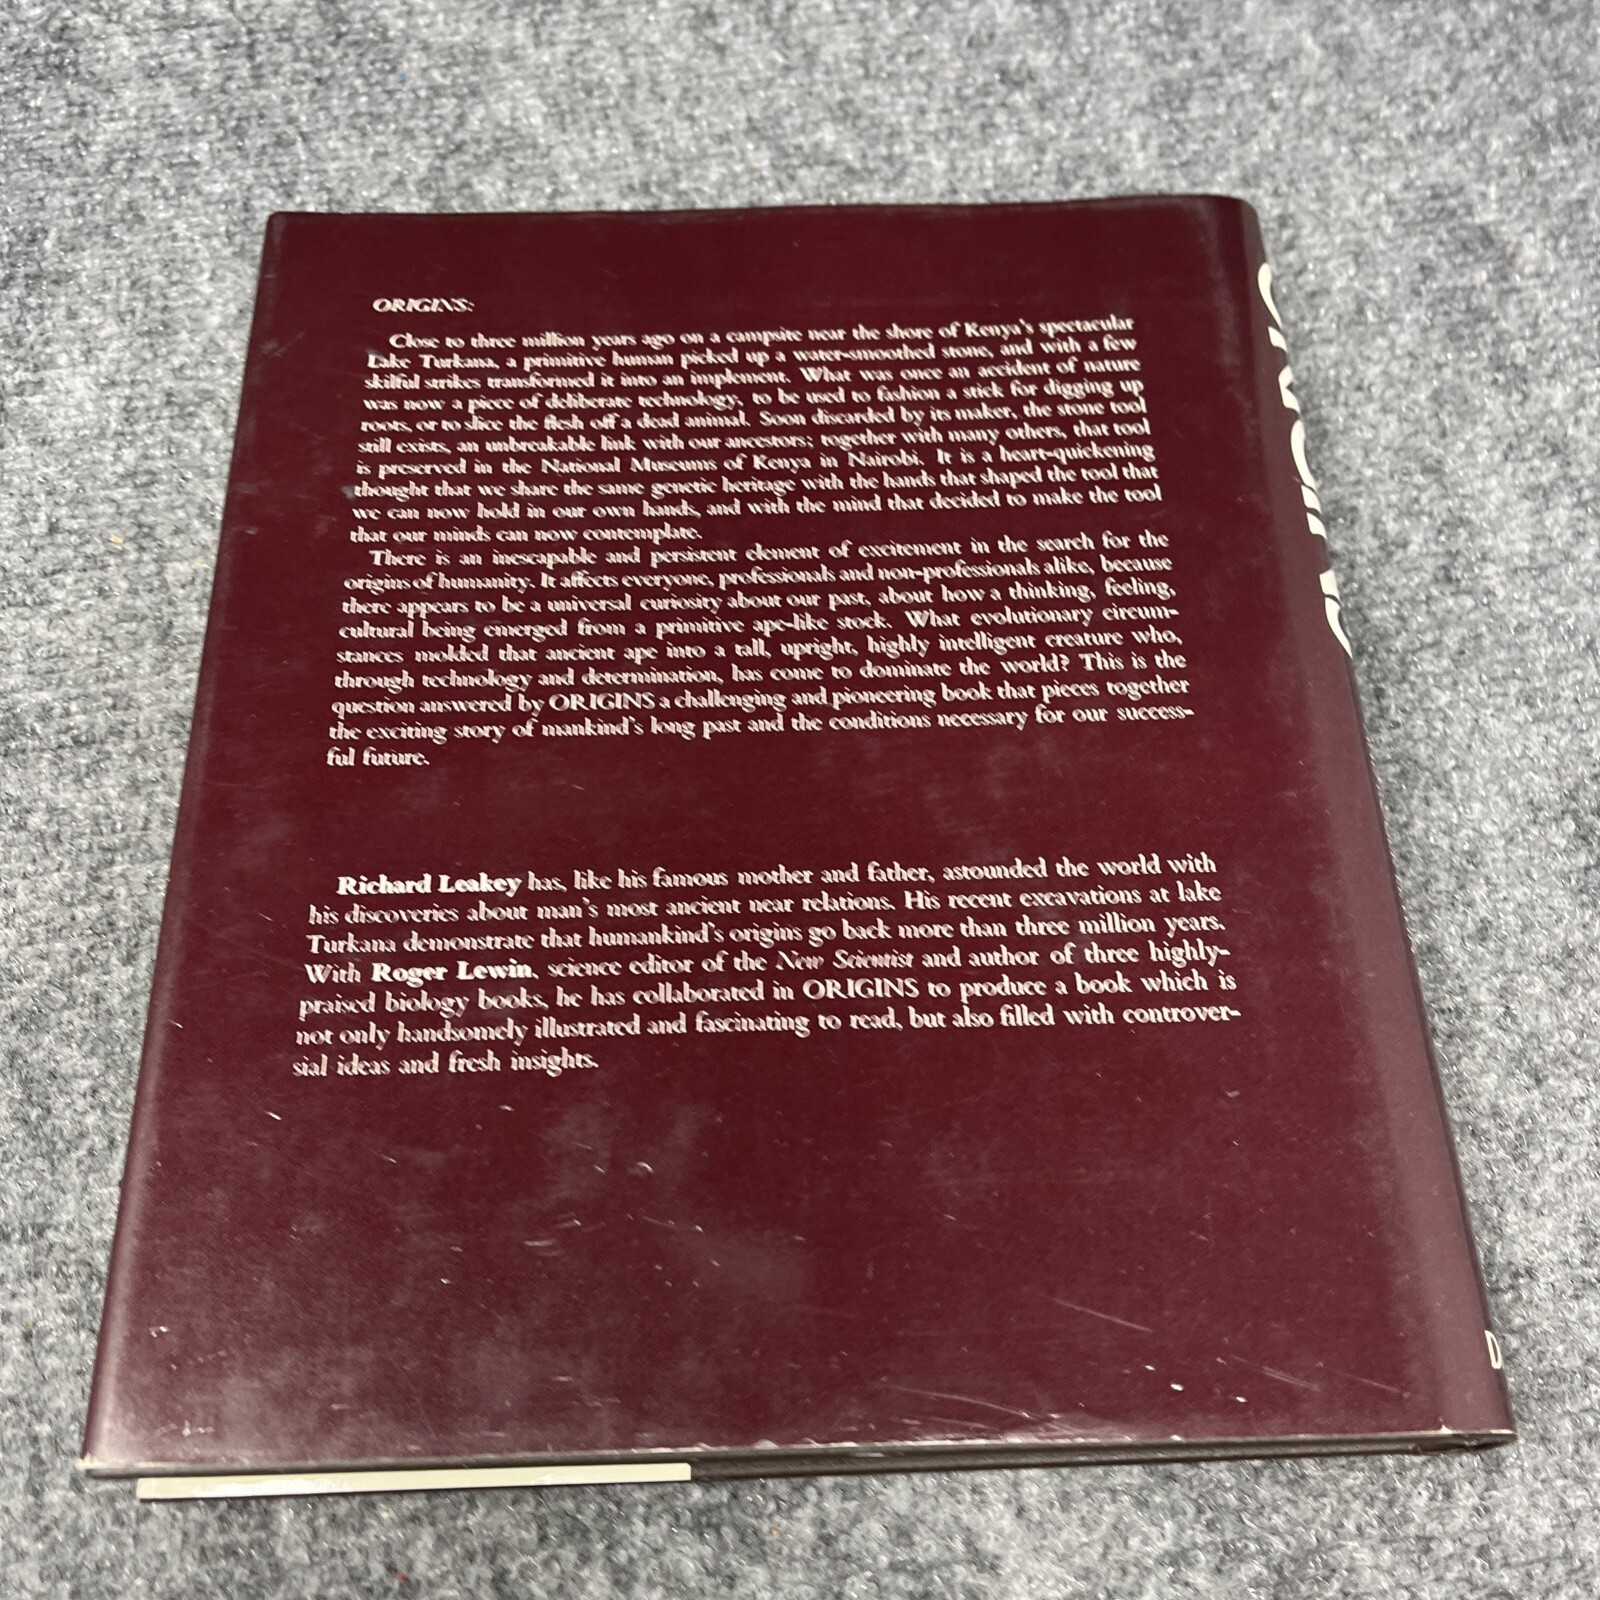 ORIGINS:
Close to three million years ago on a campsite near the shore of Kenya's spectacular
Lake Turkana, a primitive human picked up a water-smoothed stone, and with a few
skilful strikes transformed it into an implement. What was once an accident of nature
was now a piece of deliberate technology, to be used to fashion a stick for digging up
roots, or to slice the flesh off a dead animal. Soon discarded by its maker, the stone tool
still exists, an unbreakable link with our ancestors; together with many others, that tool
is preserved in the National Museums of Kenya in Nairobi. It is a heart-quickening
thought that we share the same genetic heritage with the hands that shaped the tool that
we can now hold in our own hands, and with the mind that decided to make the tool
that our minds can now contemplate.
There is an inescapable and persistent element of excitement in the search for the
origins of humanity. It affects everyone, professionals and non-professionals alike, because
there appears to be a universal curiosity about our past, about how a thinking, feeling,
cultural being emerged from a primitive ape-like stock. What evolutionary circum-
stances molded that ancient ape into a tall, upright, highly intelligent creature who,
through technology and determination, has come to dominate the world? This is the
question answered by ORIGINS a challenging and pioneering book that pieces together
the exciting story of mankind's long past and the conditions necessary for our success-
ful future.
Richard Leakey has, like his famous mother and father, astounded the world with
his discoveries about man's most ancient near relations. His recent excavations at lake
Turkana demonstrate that humankind's origins go back more than three million years.
With Roger Lewin, science editor of the New Scientist and author of three highly-
praised biology books, he has collaborated in ORIGINS to produce a book which is
not only handsomely illustrated and fascinating to read, but also filled with controver-
sial ideas and fresh insights.
ORIGINS
D